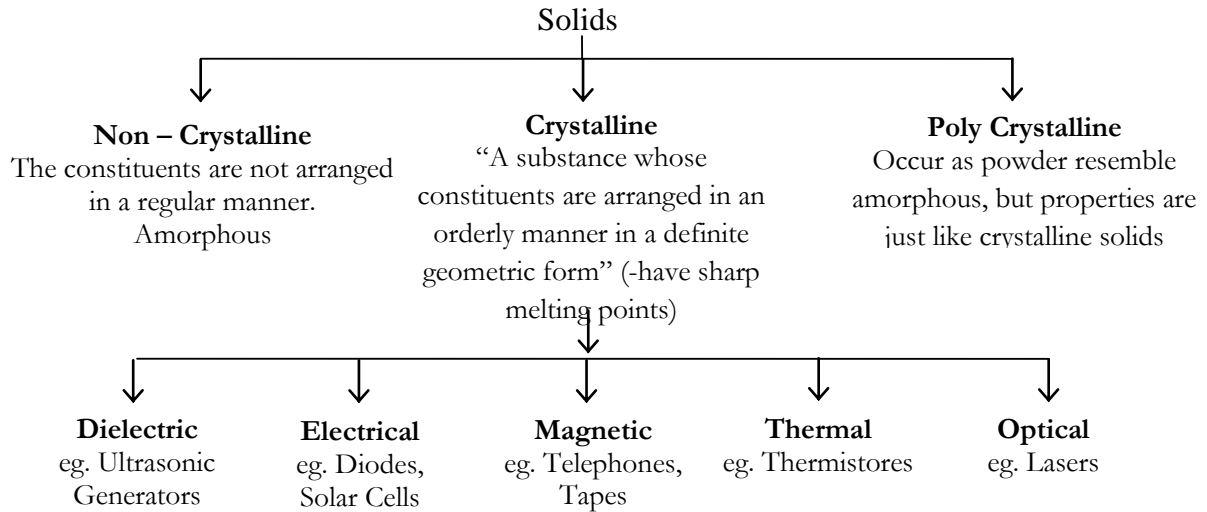 Solids
Non – Crystalline
The constituents are not arranged
in a regular manner.
Amorphous
Crystalline
“A substance whose
constituents are arranged in an
orderly manner in a definite
geometric form” (-have sharp
melting points)
Poly Crystalline
Occur as powder resemble
amorphous, but properties are
just like crystalline solids
Dielectric
eg. Ultrasonic
Generators
Electrical
eg. Diodes,
Solar Cells
Magnetic
eg. Telephones,
Tapes
Thermal
eg. Thermistores
Optical
eg. Lasers